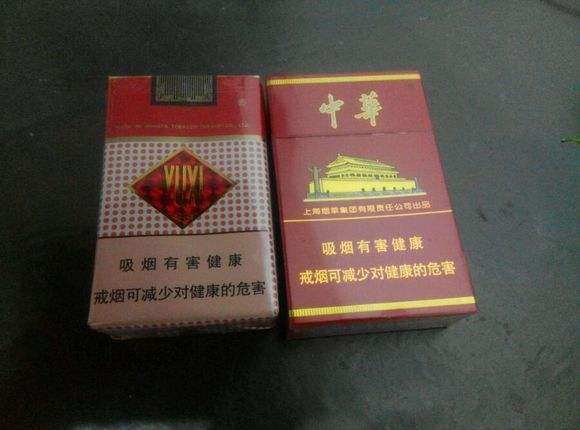 YUXI
吸烟有害健康
戒烟可减少对健康的危害
中華
上海烟草集团有限责任公司出品
吸烟有害健康
戒烟可减少对健康的危害